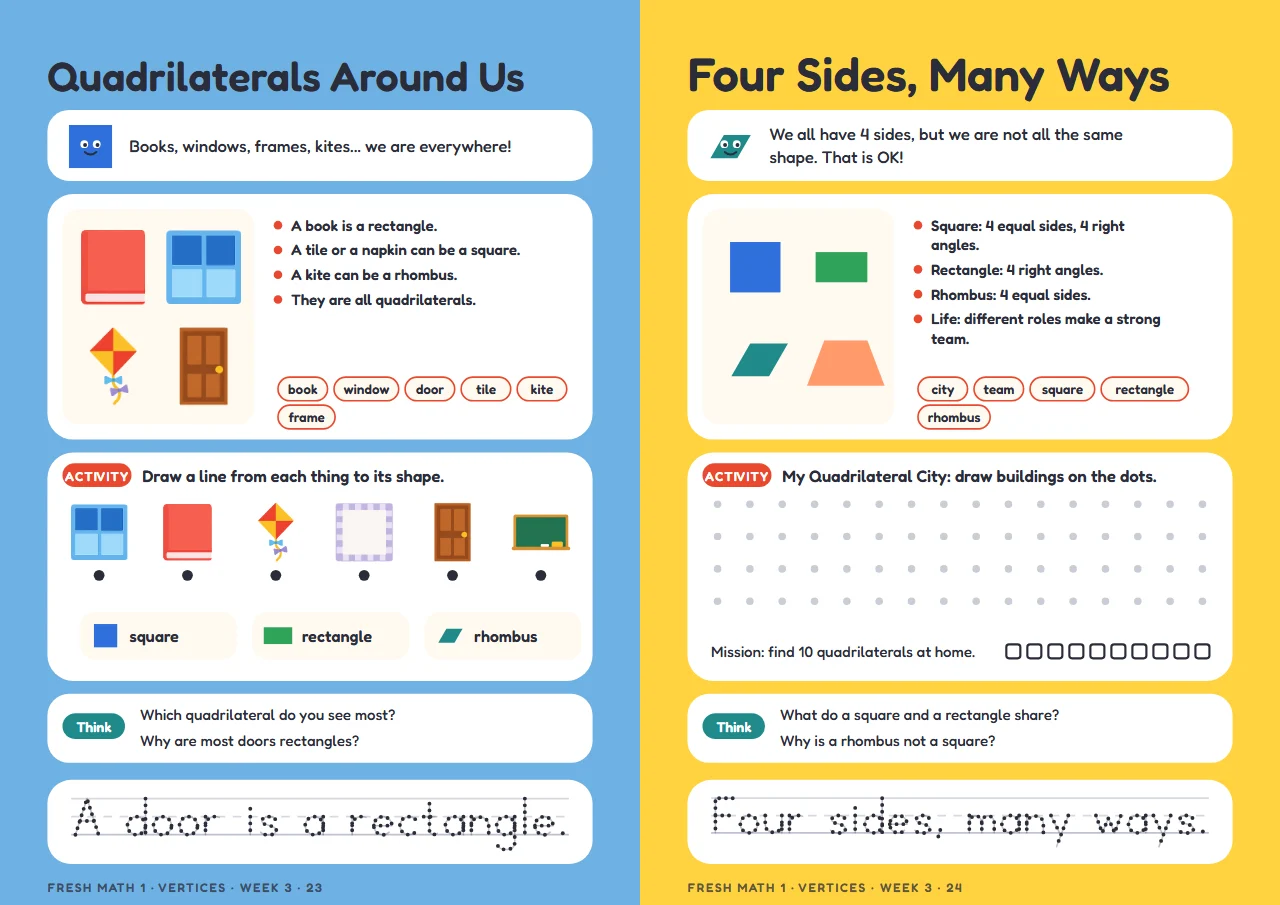 Quadrilaterals Around Us
Books, windows, frames, kites... we are everywhere!
A book is a rectangle.
A tile or a napkin can be a square.
A kite can be a rhombus.
They are all quadrilaterals.
book window door tile kite
frame
ACTIVITY Draw a line from each thing to its shape.
square rectangle rhombus
Think
Which quadrilateral do you see most?
Why are most doors rectangles?
A door is a rectangle.
FRESH MATH 1 · VERTICES · WEEK 3 · 23
Four Sides, Many Ways
We all have 4 sides, but we are not all the same
shape. That is OK!
Square: 4 equal sides, 4 right
angles.
Rectangle: 4 right angles.
Rhombus: 4 equal sides.
Life: different roles make a strong
team.
city team square rectangle
rhombus
ACTIVITY My Quadrilateral City: draw buildings on the dots.
Mission: find 10 quadrilaterals at home.
Think
What do a square and a rectangle share?
Why is a rhombus not a square?
Four sides, many ways.
FRESH MATH 1 · VERTICES · WEEK 3 · 24